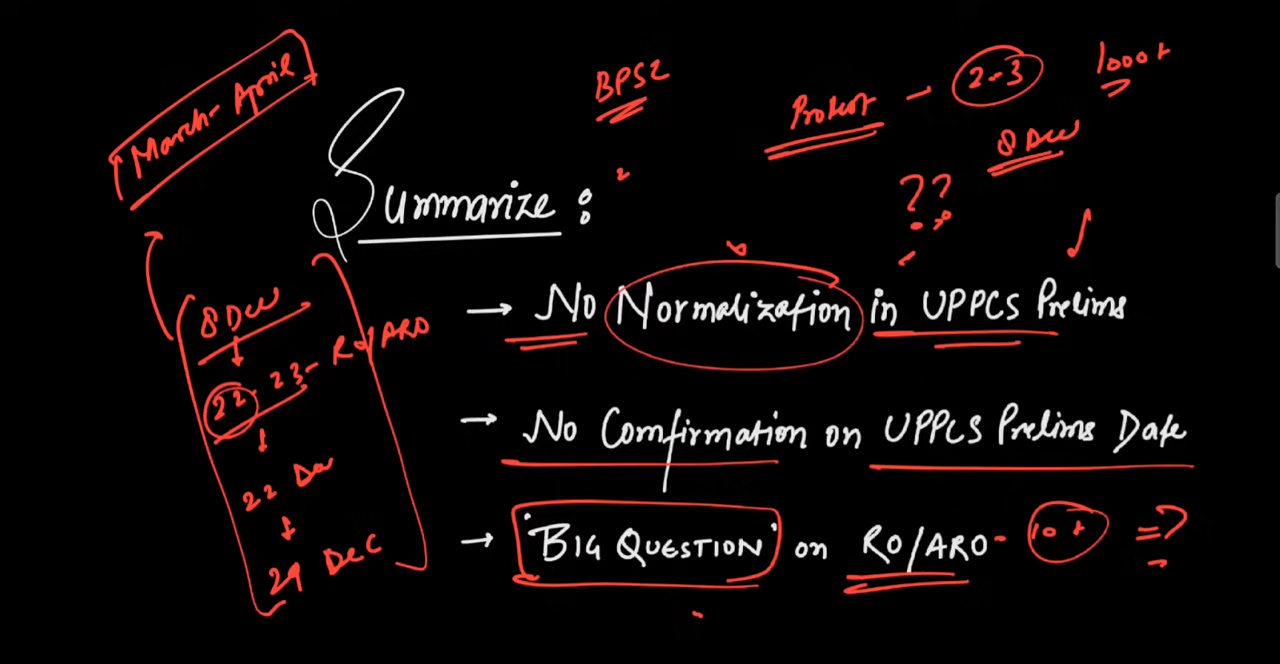 March - April
BPSC
Protest - 2-3
1000+
8 Dec
??
Summarize :
→ No Normalization in UPPCS Prelims
→ No Comfirmation on UPPCS Prelims Date
→ 'BIG QUESTION' on RO/ARO - 10+ = ?
8 Dec
22-23 - RO/ARO
22 Dec
29 DEC